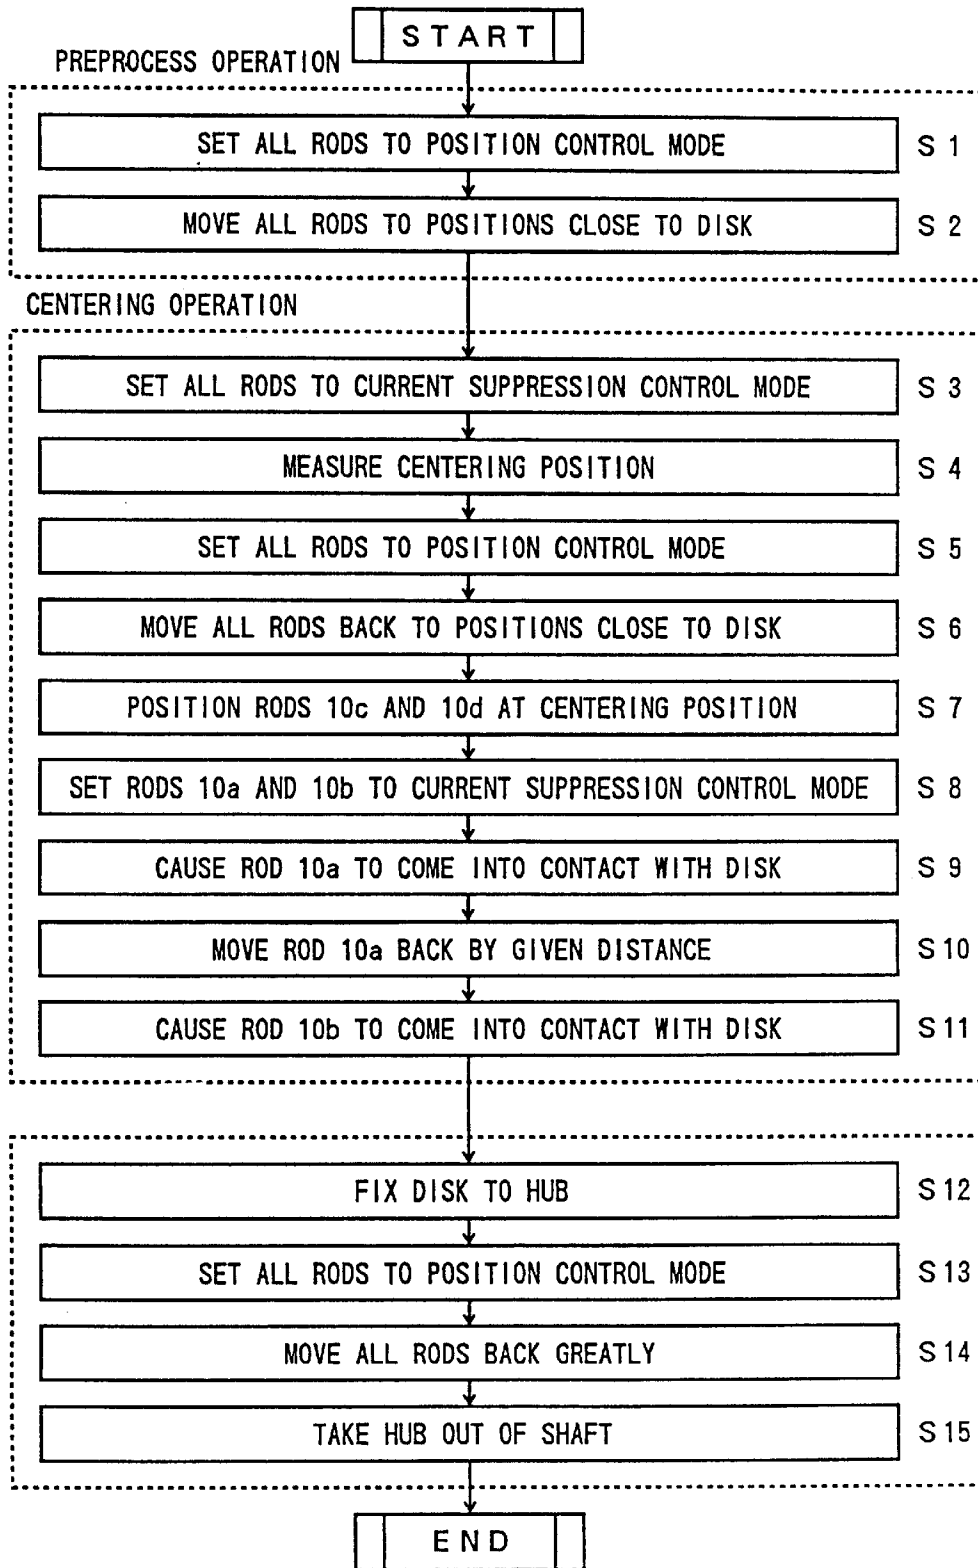 START
PREPROCESS OPERATION
SET ALL RODS TO POSITION CONTROL MODE S1
MOVE ALL RODS TO POSITIONS CLOSE TO DISK S2
CENTERING OPERATION
SET ALL RODS TO CURRENT SUPPRESSION CONTROL MODE S3
MEASURE CENTERING POSITION S4
SET ALL RODS TO POSITION CONTROL MODE S5
MOVE ALL RODS BACK TO POSITIONS CLOSE TO DISK S6
POSITION RODS 10c AND 10d AT CENTERING POSITION S7
SET RODS 10a AND 10b TO CURRENT SUPPRESSION CONTROL MODE S8
CAUSE ROD 10a TO COME INTO CONTACT WITH DISK S9
MOVE ROD 10a BACK BY GIVEN DISTANCE S10
CAUSE ROD 10b TO COME INTO CONTACT WITH DISK S11
FIX DISK TO HUB S12
SET ALL RODS TO POSITION CONTROL MODE S13
MOVE ALL RODS BACK GREATLY S14
TAKE HUB OUT OF SHAFT S15
END